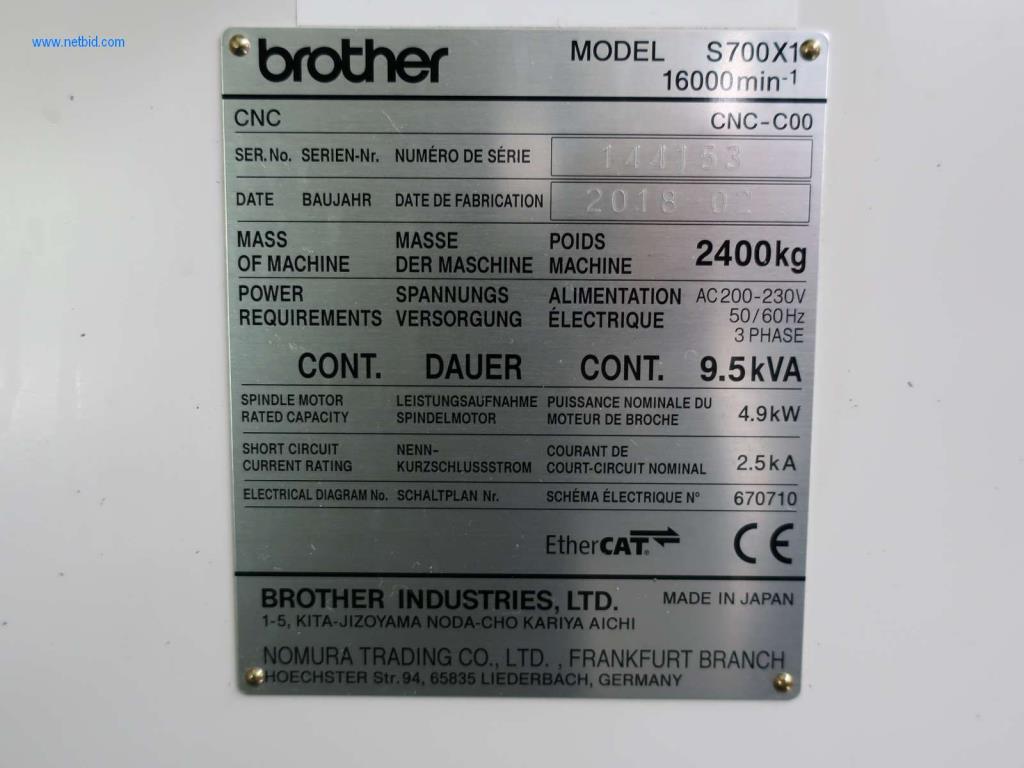 www.netbid.com
brother MODEL S700X1
16000min-1
CNC CNC-C00
SER.No. SERIEN-Nr. NUMÉRO DE SÉRIE 144153
DATE BAUJAHR DATE DE FABRICATION 2018 02
MASS MASSE POIDS
OF MACHINE DER MASCHINE MACHINE 2400kg
POWER SPANNUNGS ALIMENTATION AC200-230V
REQUIREMENTS VERSORGUNG ÉLECTRIQUE 50/60Hz
3 PHASE
CONT. DAUER CONT. 9.5kVA
SPINDLE MOTOR LEISTUNGSAUFNAHME PUISSANCE NOMINALE DU
RATED CAPACITY SPINDELMOTOR MOTEUR DE BROCHE 4.9kW
SHORT CIRCUIT NENN- COURANT DE
CURRENT RATING KURZSCHLUSSSTROM COURT-CIRCUIT NOMINAL 2.5kA
ELECTRICAL DIAGRAM No. SCHALTPLAN Nr. SCHÉMA ÉLECTRIQUE N° 670710
EtherCAT® CE
BROTHER INDUSTRIES, LTD. MADE IN JAPAN
1-5, KITA-JIZOYAMA NODA-CHO KARIYA AICHI
NOMURA TRADING CO., LTD. , FRANKFURT BRANCH
HOECHSTER Str.94, 65835 LIEDERBACH, GERMANY